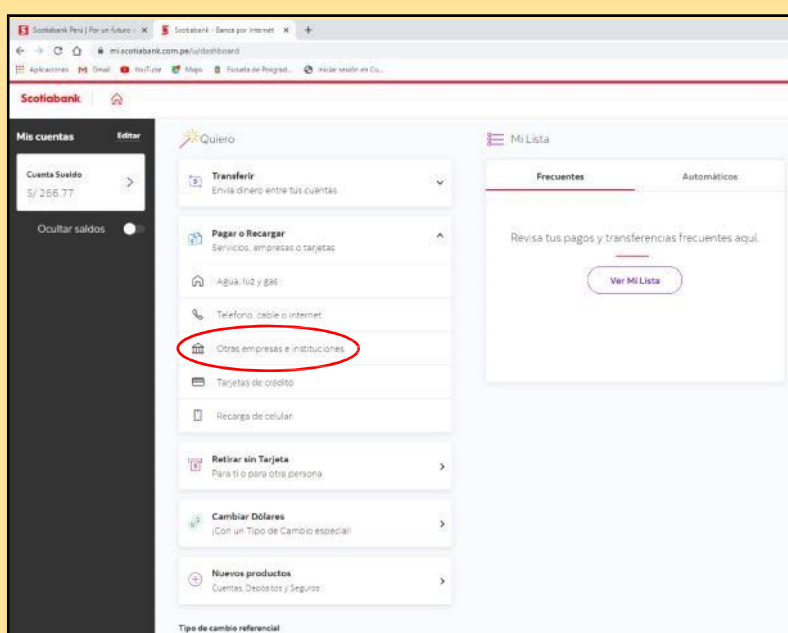 Scotiabank Perú | Por un futuro
Scotiabank - Banca por Internet
mi.scotiabank.com.pe/u/dashboard
Aplicaciones Gmail YouTube Maps Escuela de Posgrad... Iniciar sesión en Cu...
Scotiabank
Mis cuentas Editar
Cuenta Sueldo
S/ 266.77
Ocultar saldos
Quiero
Transferir
Envía dinero entre tus cuentas
Pagar o Recargar
Servicios, empresas o tarjetas
Agua, luz y gas
Teléfono, cable o internet
Otras empresas e instituciones
Tarjetas de crédito
Recarga de celular
Retirar sin Tarjeta
Para ti o para otra persona
Cambiar Dólares
¡Con un Tipo de Cambio especial!
Nuevos productos
Cuentas, Depósitos y Seguros
Tipo de cambio referencial
Mi Lista
Frecuentes Automáticos
Revisa tus pagos y transferencias frecuentes aquí.
Ver Mi Lista